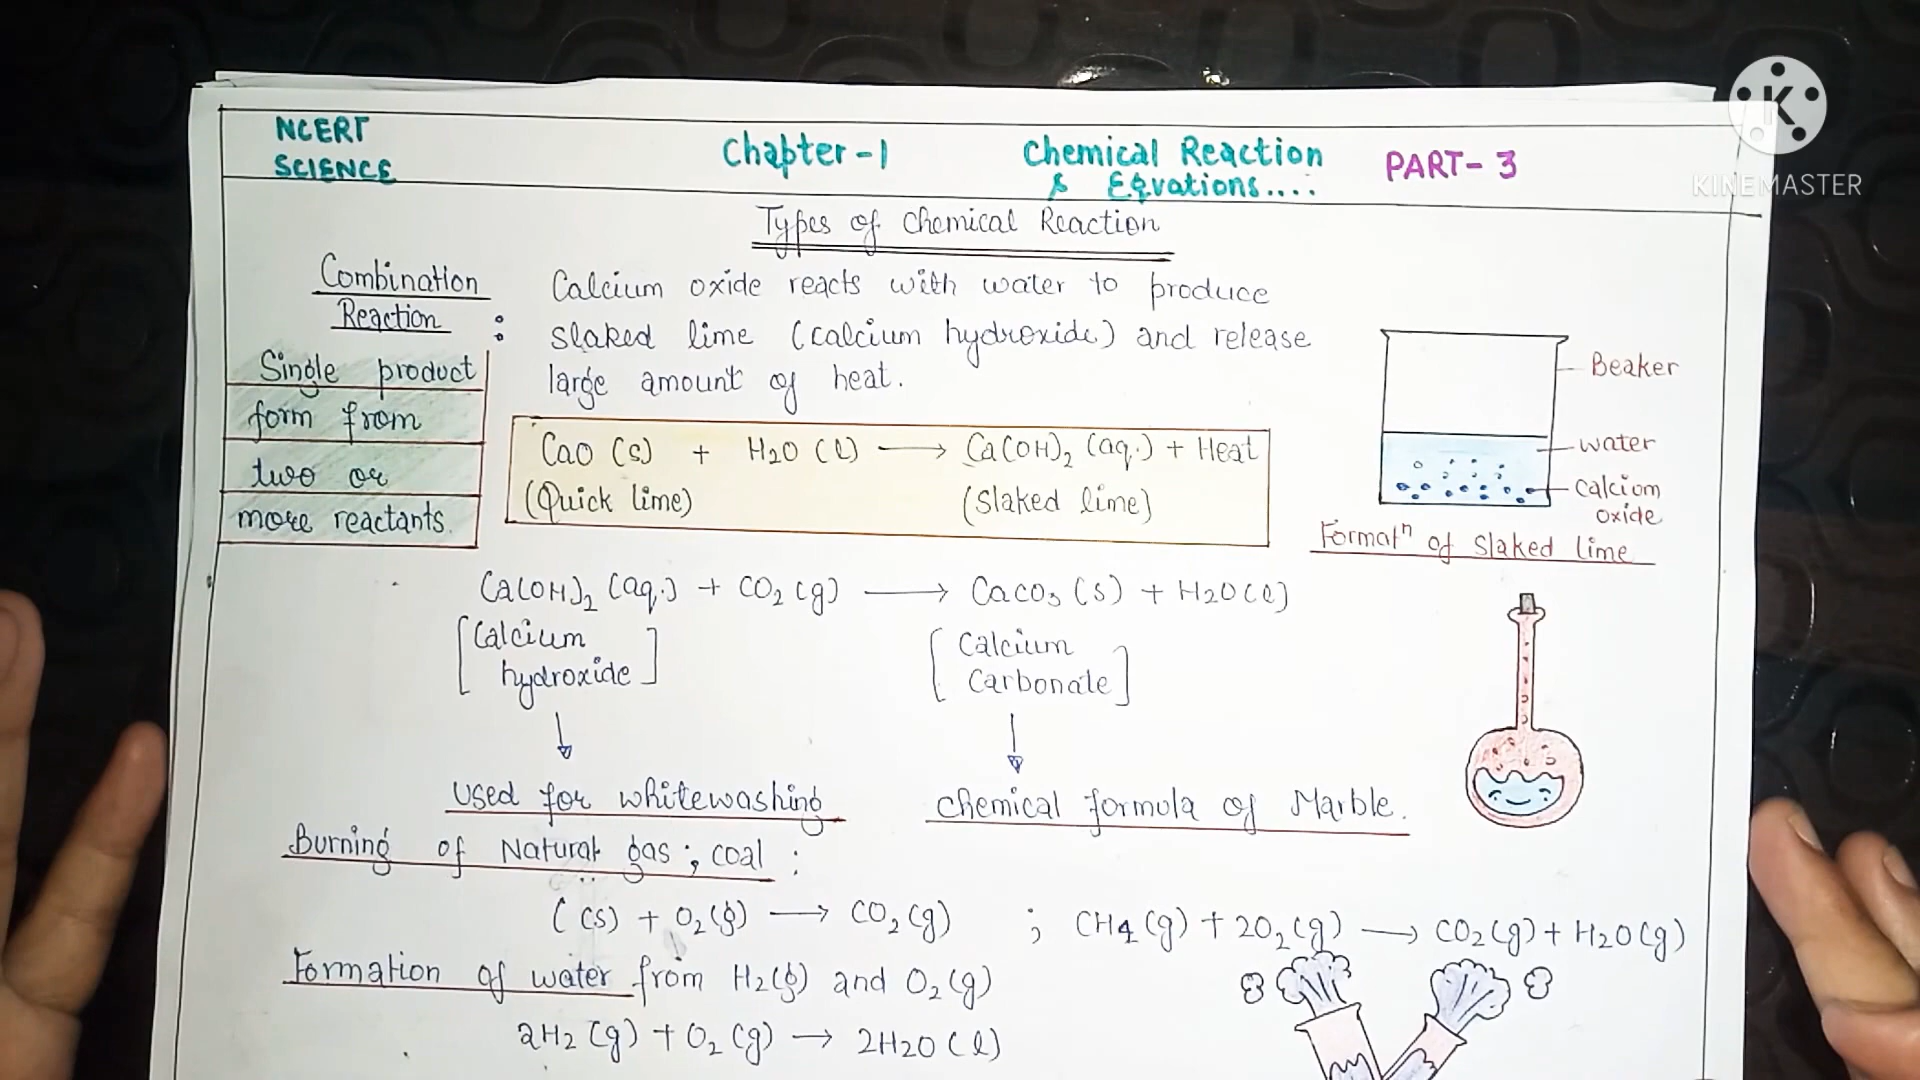 NCERT
SCIENCE
Chapter-1
Chemical Reaction
& Equations....
PART-3
K
KINEMASTER
Types of Chemical Reaction
Combination
Reaction :
Single product
form from
two or
more reactants.
Calcium oxide reacts with water to produce
slaked lime (calcium hydroxide) and release
large amount of heat.
CaO (s) + H2O (l) ⟶ Ca(OH)2 (aq.) + Heat
(Quick lime) (Slaked lime)
Beaker
water
Calcium
oxide
Formatⁿ of slaked lime
Ca(OH)2 (aq.) + CO2 (g) ⟶ CaCO3 (s) + H2O(l)
[Calcium
hydroxide]
[Calcium
Carbonate]
Used for whitewashing
Chemical formula of Marble.
Burning of Natural gas ; coal :
C(s) + O2(g) ⟶ CO2(g) ; CH4(g) + 2O2(g) ⟶ CO2(g) + H2O(g)
Formation of water from H2(g) and O2(g)
2H2 (g) + O2 (g) → 2H2O (l)